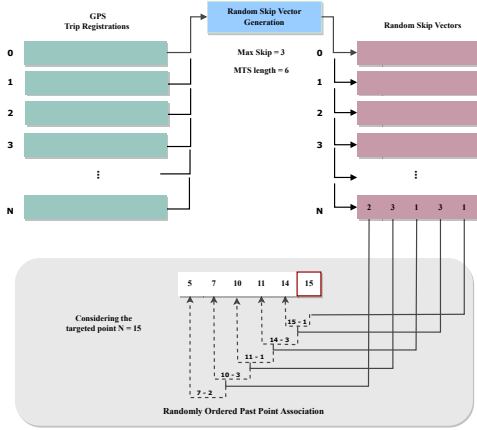 GPS
Trip Registrations
Random Skip Vector
Generation
Random Skip Vectors
Max Skip = 3
MTS length = 6
0
1
2
3
⋮
N
0
1
2
3
⋮
N
2 3 1 3 1
5 7 10 11 14 15
Considering the
targeted point N = 15
15 - 1
14 - 3
11 - 1
10 - 3
7 - 2
Randomly Ordered Past Point Association